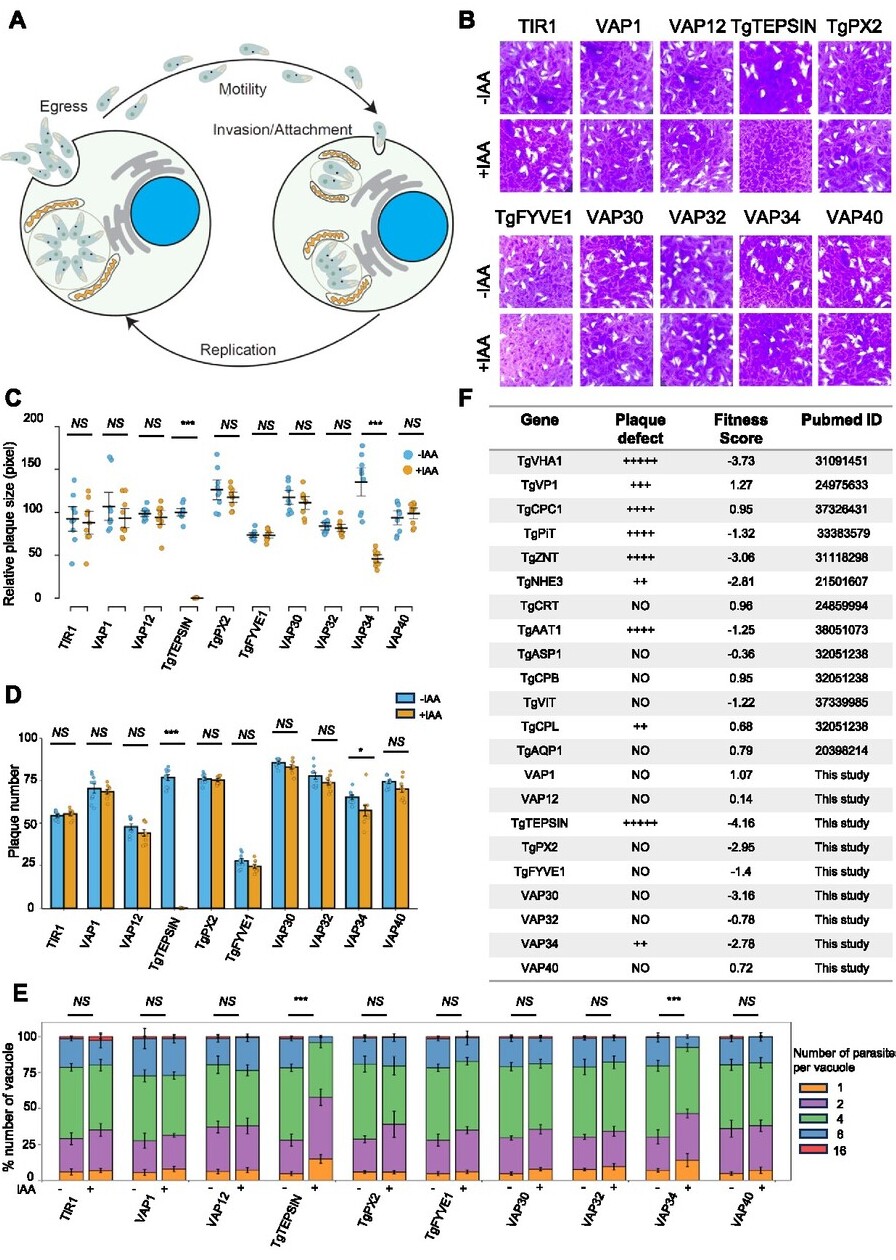 A
Egress
Motility
Invasion/Attachment
Replication
B
TIR1 VAP1 VAP12 TgTEPSIN TgPX2
-IAA
+IAA
TgFYVE1 VAP30 VAP32 VAP34 VAP40
-IAA
+IAA
C
Relative plaque size (pixel)
200
150
100
50
0
NS NS NS *** NS NS NS NS *** NS
-IAA
+IAA
TIR1 VAP1 VAP12 TgTEPSIN TgPX2 TgFYVE1 VAP30 VAP32 VAP34 VAP40
D
-IAA
+IAA
Plaque number
100
75
50
25
0
NS NS NS *** NS NS NS NS * NS
TIR1 VAP1 VAP12 TgTEPSIN TgPX2 TgFYVE1 VAP30 VAP32 VAP34 VAP40
F
Gene Plaque defect Fitness Score Pubmed ID
TgVHA1 +++++ -3.73 31091451
TgVP1 +++ 1.27 24975633
TgCPC1 ++++ 0.95 37326431
TgPiT ++++ -1.32 33383579
TgZNT ++++ -3.06 31118298
TgNHE3 ++ -2.81 21501607
TgCRT NO 0.96 24859994
TgAAT1 ++++ -1.25 38051073
TgASP1 NO -0.36 32051238
TgCPB NO 0.95 32051238
TgVIT NO -1.22 37339985
TgCPL ++ 0.68 32051238
TgAQP1 NO 0.79 20398214
VAP1 NO 1.07 This study
VAP12 NO 0.14 This study
TgTEPSIN +++++ -4.16 This study
TgPX2 NO -2.95 This study
TgFYVE1 NO -1.4 This study
VAP30 NO -3.16 This study
VAP32 NO -0.78 This study
VAP34 ++ -2.78 This study
VAP40 NO 0.72 This study
E
NS NS NS *** NS NS NS NS *** NS
% number of vacuole
100
75
50
25
0
IAA - + - + - + - + - + - + - + - + - + - +
TIR1 VAP1 VAP12 TgTEPSIN TgPX2 TgFYVE1 VAP30 VAP32 VAP34 VAP40
Number of parasites
per vacuole
1
2
4
8
16